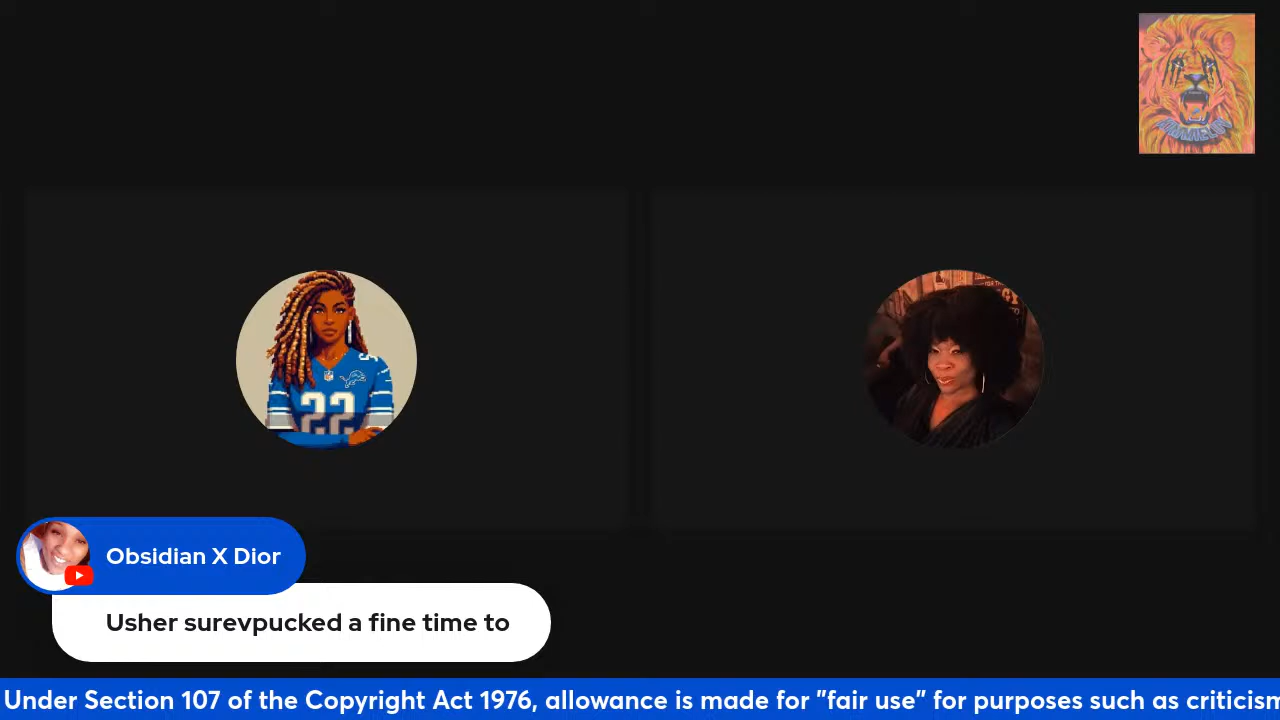 22
Obsidian X Dior
Usher surevpucked a fine time to
Under Section 107 of the Copyright Act 1976, allowance is made for "fair use" for purposes such as criticism